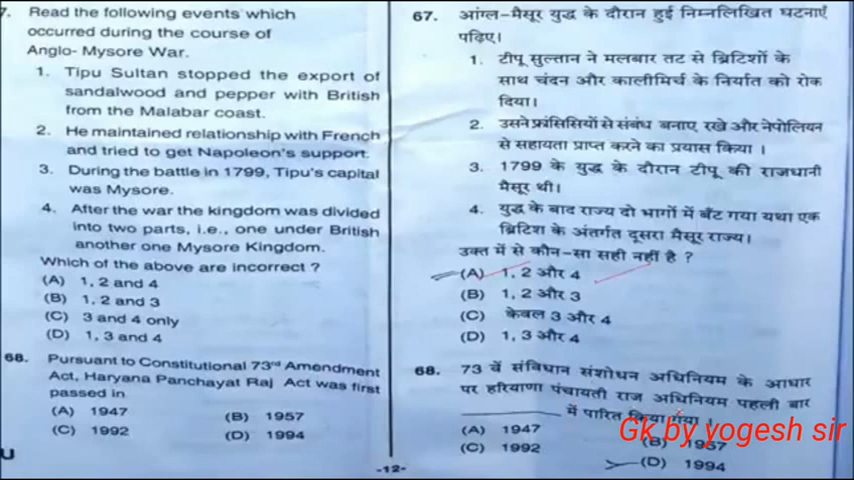 7. Read the following events which
occurred during the course of
Anglo- Mysore War.
1. Tipu Sultan stopped the export of
sandalwood and pepper with British
from the Malabar coast.
2. He maintained relationship with French
and tried to get Napoleon's support.
3. During the battle in 1799, Tipu's capital
was Mysore.
4. After the war the kingdom was divided
into two parts, i.e., one under British
another one Mysore Kingdom.
Which of the above are incorrect ?
(A) 1, 2 and 4
(B) 1, 2 and 3
(C) 3 and 4 only
(D) 1, 3 and 4
68. Pursuant to Constitutional 73rd Amendment
Act, Haryana Panchayat Raj Act was first
passed in
(A) 1947 (B) 1957
(C) 1992 (D) 1994
U
-12-
67. आंग्ल-मैसूर युद्ध के दौरान हुई निम्नलिखित घटनाएँ
पढ़िए।
1. टीपू सुल्तान ने मलबार तट से ब्रिटिशों के
साथ चंदन और कालीमिर्च के निर्यात को रोक
दिया।
2. उसने फ्रांसिसियों से संबंध बनाए रखे और नेपोलियन
से सहायता प्राप्त करने का प्रयास किया ।
3. 1799 के युद्ध के दौरान टीपू की राजधानी
मैसूर थी।
4. युद्ध के बाद राज्य दो भागों में बँट गया यथा एक
ब्रिटिश के अंतर्गत दूसरा मैसूर राज्य।
उक्त में से कौन-सा सही नहीं है ?
(A) 1, 2 और 4
(B) 1, 2 और 3
(C) केवल 3 और 4
(D) 1, 3 और 4
68. 73 वें संविधान संशोधन अधिनियम के आधार
पर हरियाणा पंचायती राज अधिनियम पहली बार
में पारित किया गया ।
Gk by yogesh sir
(A) 1947 (B) 1957
(C) 1992 (D) 1994